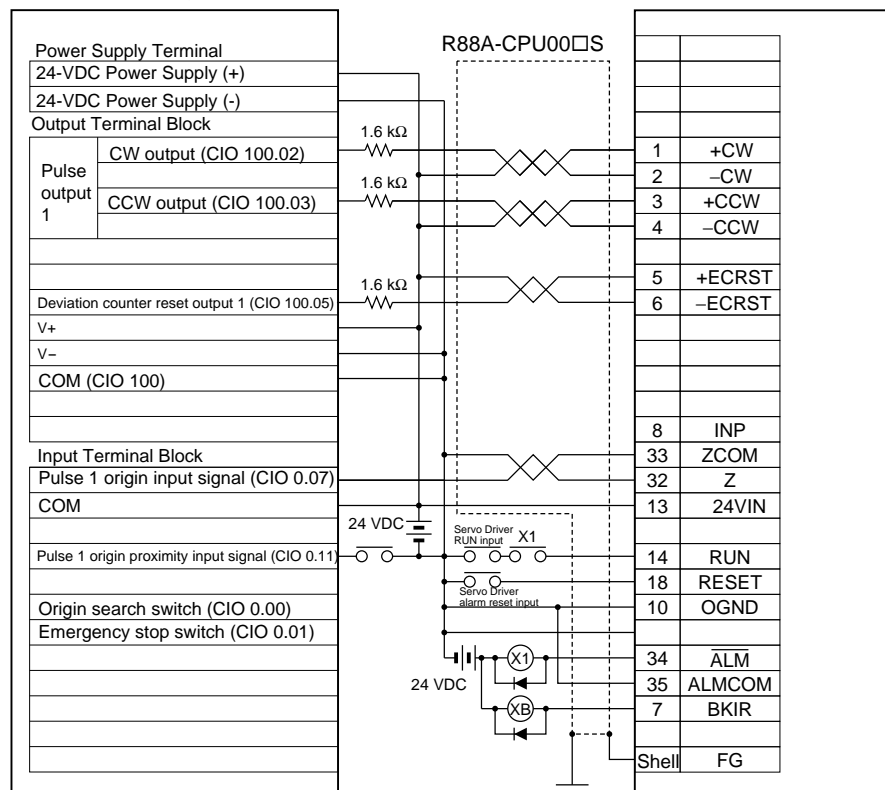 R88A-CPU00□S
Power Supply Terminal
24-VDC Power Supply (+)
24-VDC Power Supply (-)
Output Terminal Block
Pulse output 1
CW output (CIO 100.02)
1.6 kΩ
1 +CW
2 −CW
CCW output (CIO 100.03)
1.6 kΩ
3 +CCW
4 −CCW
5 +ECRST
Deviation counter reset output 1 (CIO 100.05)
1.6 kΩ
6 −ECRST
V+
V−
COM (CIO 100)
8 INP
Input Terminal Block
33 ZCOM
Pulse 1 origin input signal (CIO 0.07)
32 Z
COM
13 24VIN
24 VDC
Servo Driver
RUN input
X1
Pulse 1 origin proximity input signal (CIO 0.11)
14 RUN
18 RESET
Servo Driver
alarm reset input
Origin search switch (CIO 0.00)
10 OGND
Emergency stop switch (CIO 0.01)
X1
34 ALM
24 VDC
35 ALMCOM
XB
7 BKIR
Shell FG